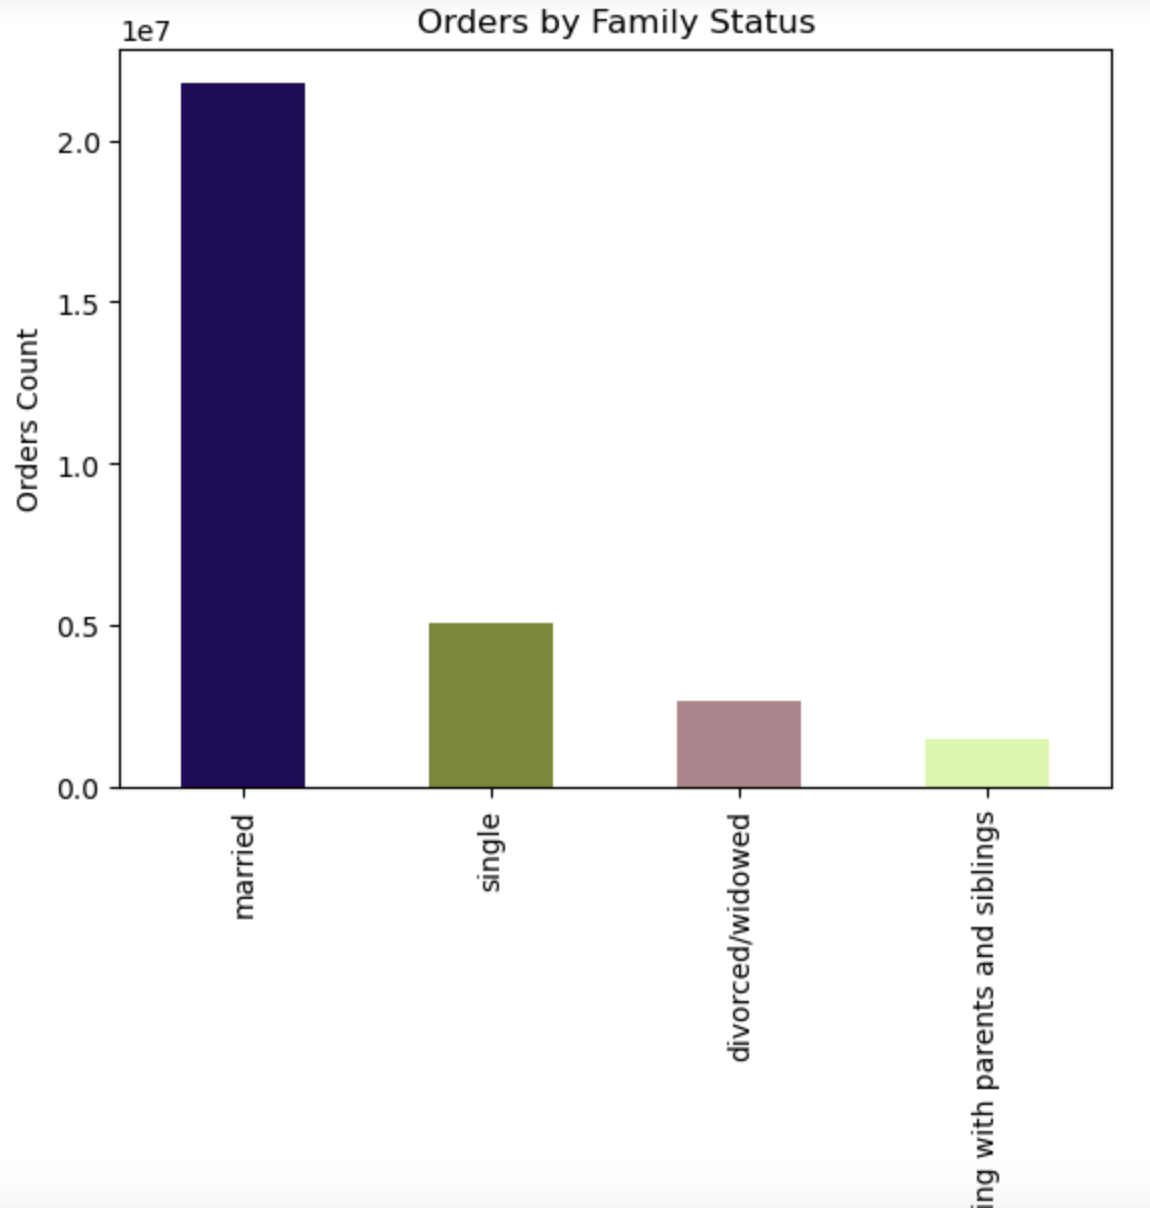 Orders by Family Status
1e7
2.0
1.5
1.0
0.5
0.0
Orders Count
married
single
divorced/widowed
ing with parents and siblings